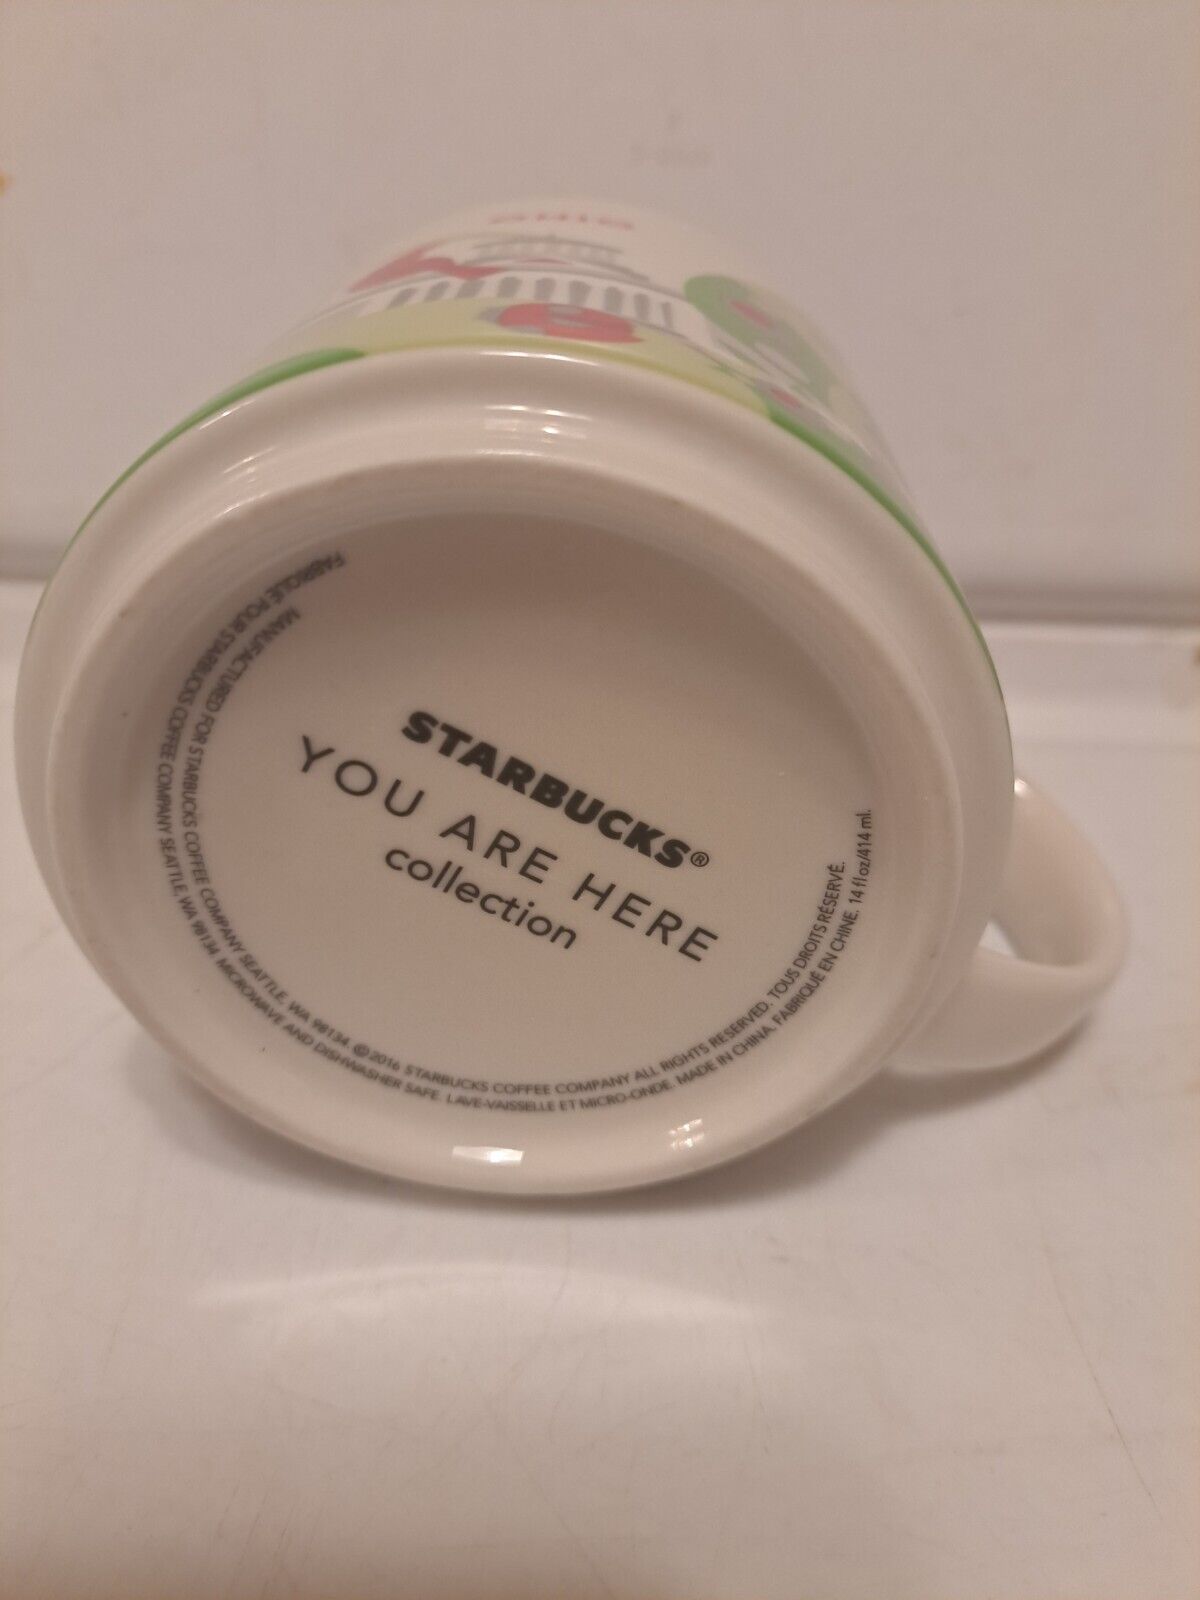 OHIO
STARBUCKS®
YOU ARE HERE
collection
MANUFACTURED FOR STARBUCKS COFFEE COMPANY SEATTLE, WA 98134. ©2016 STARBUCKS COFFEE COMPANY ALL RIGHTS RESERVED. TOUS DROITS RÉSERVÉ.
FABRIQUÉ POUR STARBUCKS COFFEE COMPANY SEATTLE, WA 98134. MICROWAVE AND DISHWASHER SAFE. LAVE-VAISSELLE ET MICRO-ONDE. MADE IN CHINA. FABRIQUÉ EN CHINE. 14 fl oz/414 ml.